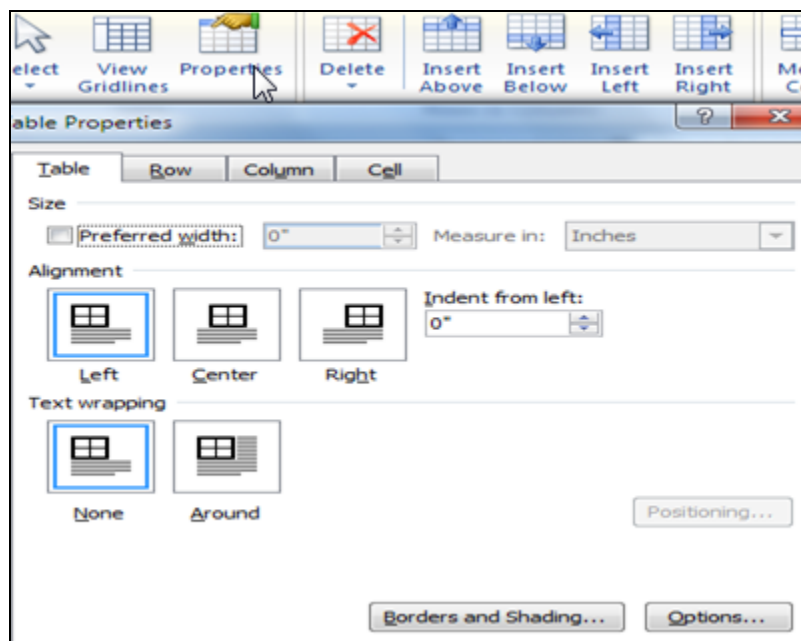 elect View Gridlines Properties Delete Insert Above Insert Below Insert Left Insert Right M C
able Properties
Table Row Column Cell
Size
Preferred width: 0" Measure in: Inches
Alignment
Indent from left:
0"
Left Center Right
Text wrapping
None Around
Positioning...
Borders and Shading... Options...